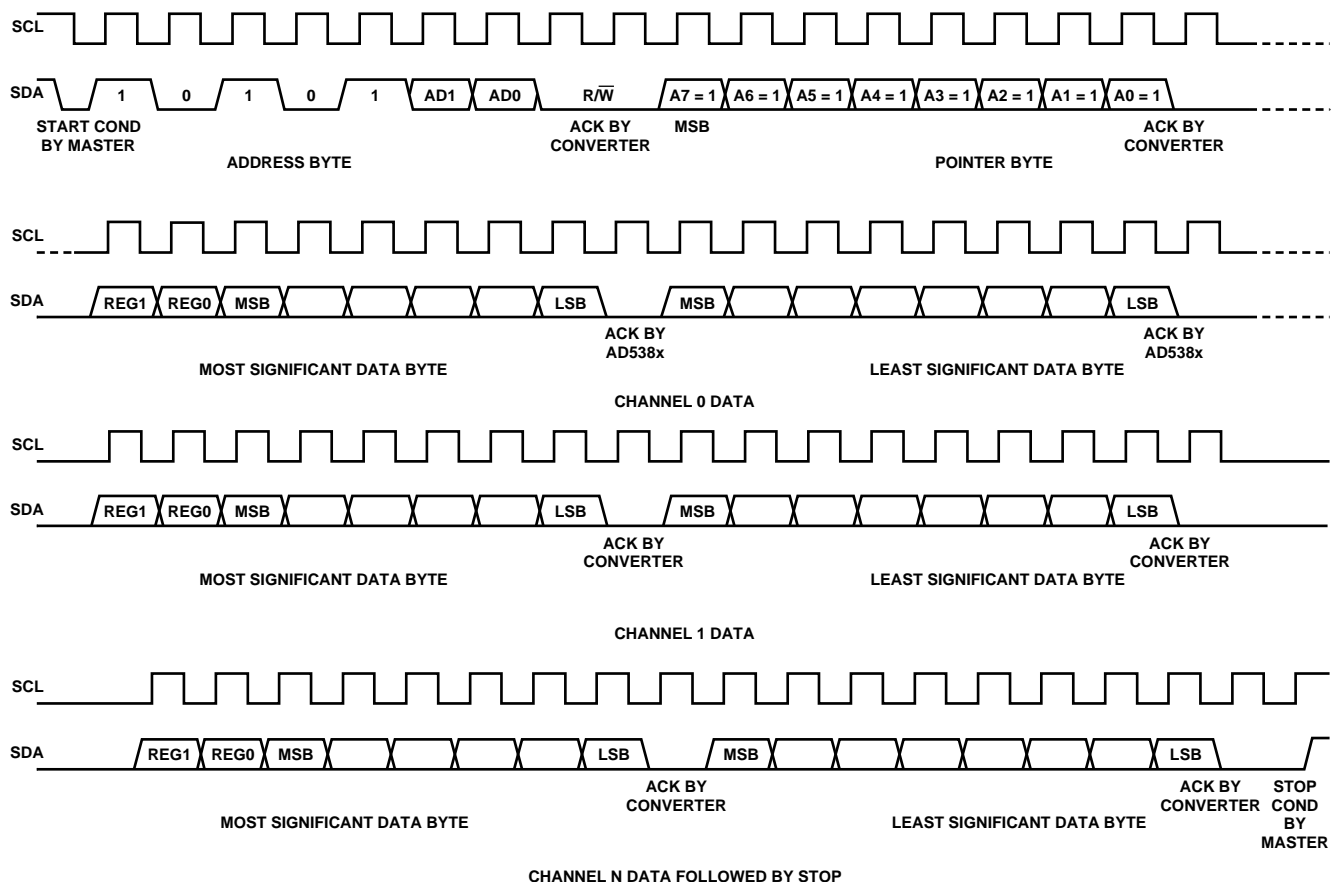 SCL
SDA 1 0 1 0 1 AD1 AD0 R/W̅ A7 = 1 A6 = 1 A5 = 1 A4 = 1 A3 = 1 A2 = 1 A1 = 1 A0 = 1
START COND BY MASTER
ACK BY CONVERTER
MSB
ACK BY CONVERTER
ADDRESS BYTE
POINTER BYTE
SCL
SDA REG1 REG0 MSB LSB MSB LSB
ACK BY AD538x
ACK BY AD538x
MOST SIGNIFICANT DATA BYTE
LEAST SIGNIFICANT DATA BYTE
CHANNEL 0 DATA
SCL
SDA REG1 REG0 MSB LSB MSB LSB
ACK BY CONVERTER
ACK BY CONVERTER
MOST SIGNIFICANT DATA BYTE
LEAST SIGNIFICANT DATA BYTE
CHANNEL 1 DATA
SCL
SDA REG1 REG0 MSB LSB MSB LSB
ACK BY CONVERTER
ACK BY CONVERTER
STOP COND BY MASTER
MOST SIGNIFICANT DATA BYTE
LEAST SIGNIFICANT DATA BYTE
CHANNEL N DATA FOLLOWED BY STOP